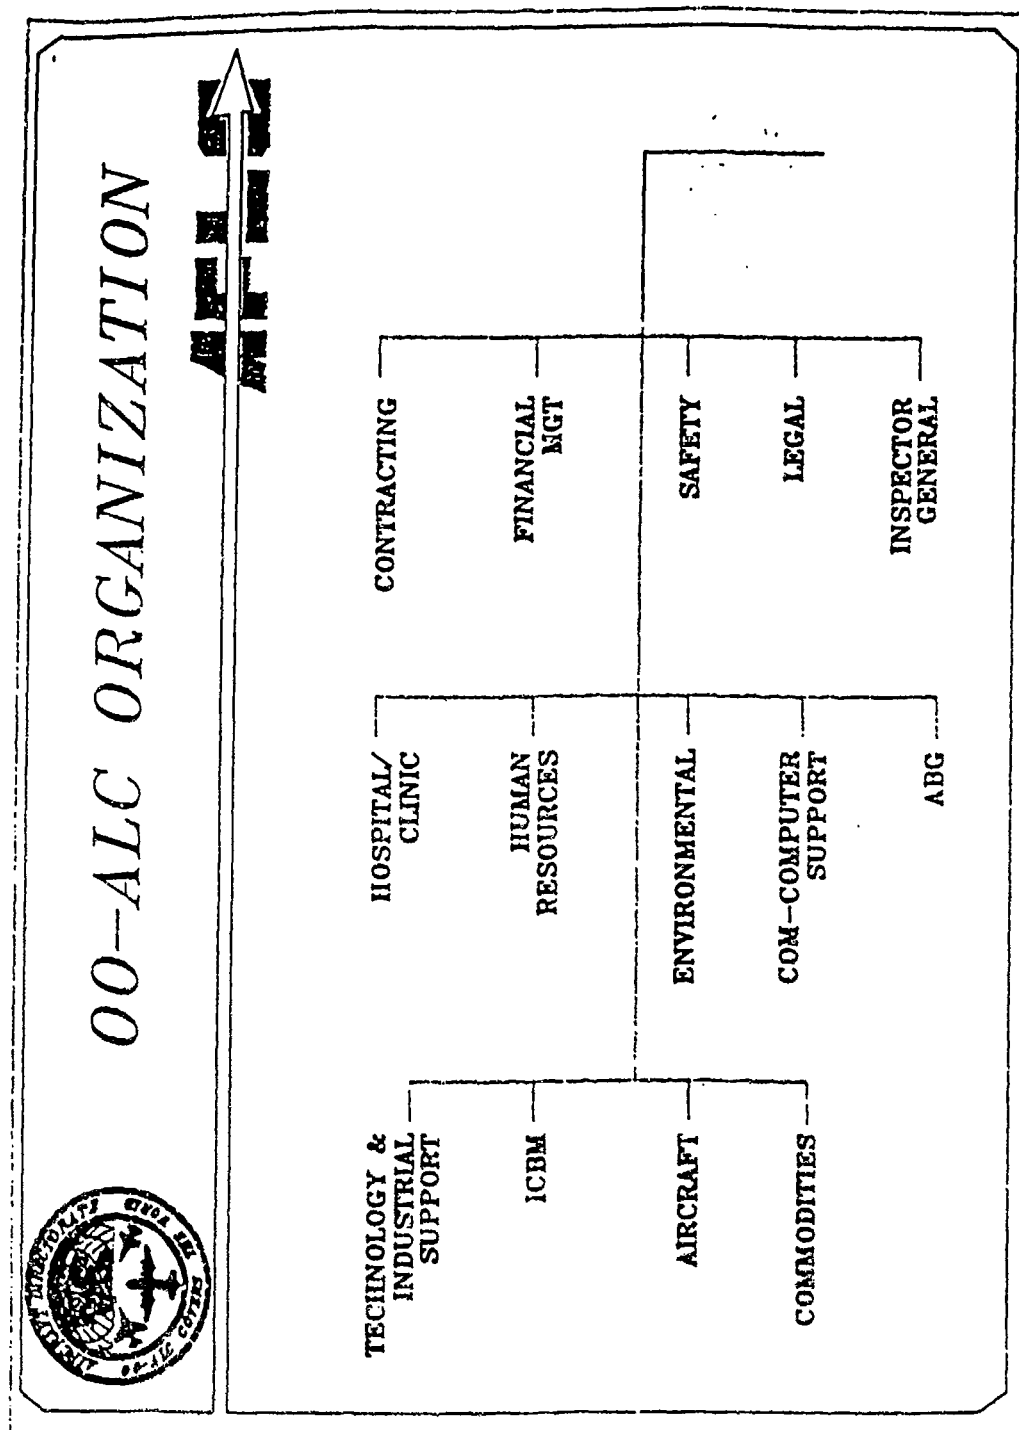 OO-ALC ORGANIZATION
CONTRACTING
FINANCIAL
MGT
SAFETY
LEGAL
INSPECTOR
GENERAL
HOSPITAL/
CLINIC
HUMAN
RESOURCES
ENVIRONMENTAL
COM-COMPUTER
SUPPORT
ABG
TECHNOLOGY &
INDUSTRIAL
SUPPORT
ICBM
AIRCRAFT
COMMODITIES
DIRECTORATE